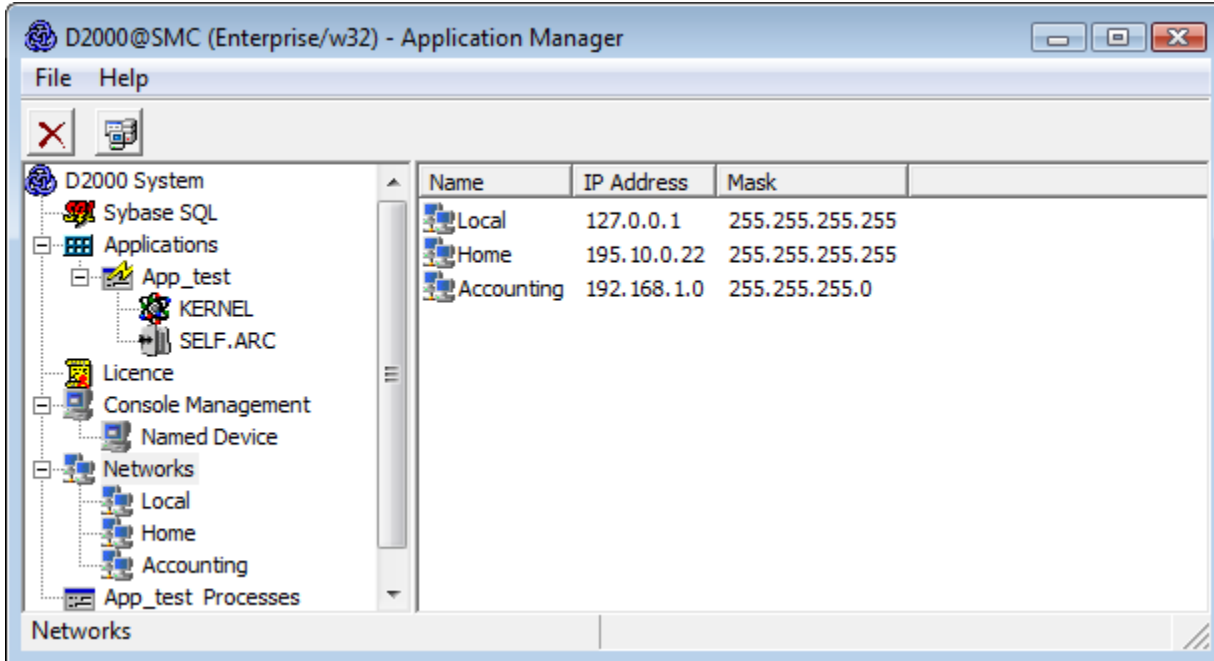 D2000@SMC (Enterprise/w32) - Application Manager
File Help
D2000 System
Sybase SQL
Applications
App_test
KERNEL
SELF.ARC
Licence
Console Management
Named Device
Networks
Local
Home
Accounting
App_test Processes
Name IP Address Mask
Local 127.0.0.1 255.255.255.255
Home 195.10.0.22 255.255.255.255
Accounting 192.168.1.0 255.255.255.0
Networks